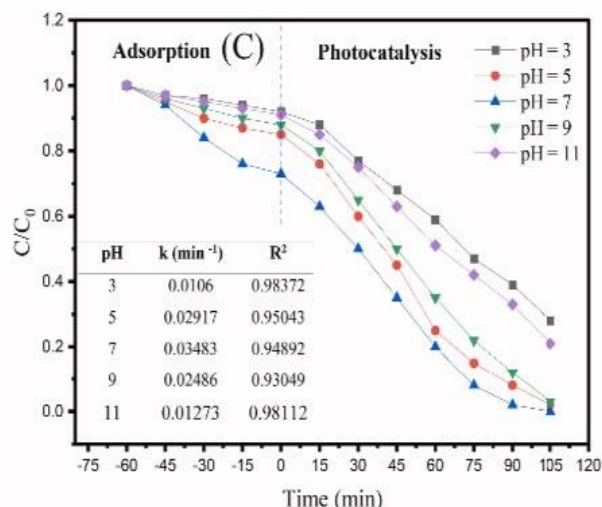 Adsorption (C) Photocatalysis
pH = 3
pH = 5
pH = 7
pH = 9
pH = 11
C/C0
1.0
0.8
0.6
0.4
0.2
0.0
pH k (min -1) R2
3 0.0106 0.98372
5 0.02917 0.95043
7 0.03483 0.94892
9 0.02486 0.93049
11 0.01273 0.98112
-75 -60 -45 -30 -15 0 15 30 45 60 75 90 105 120
Time (min)